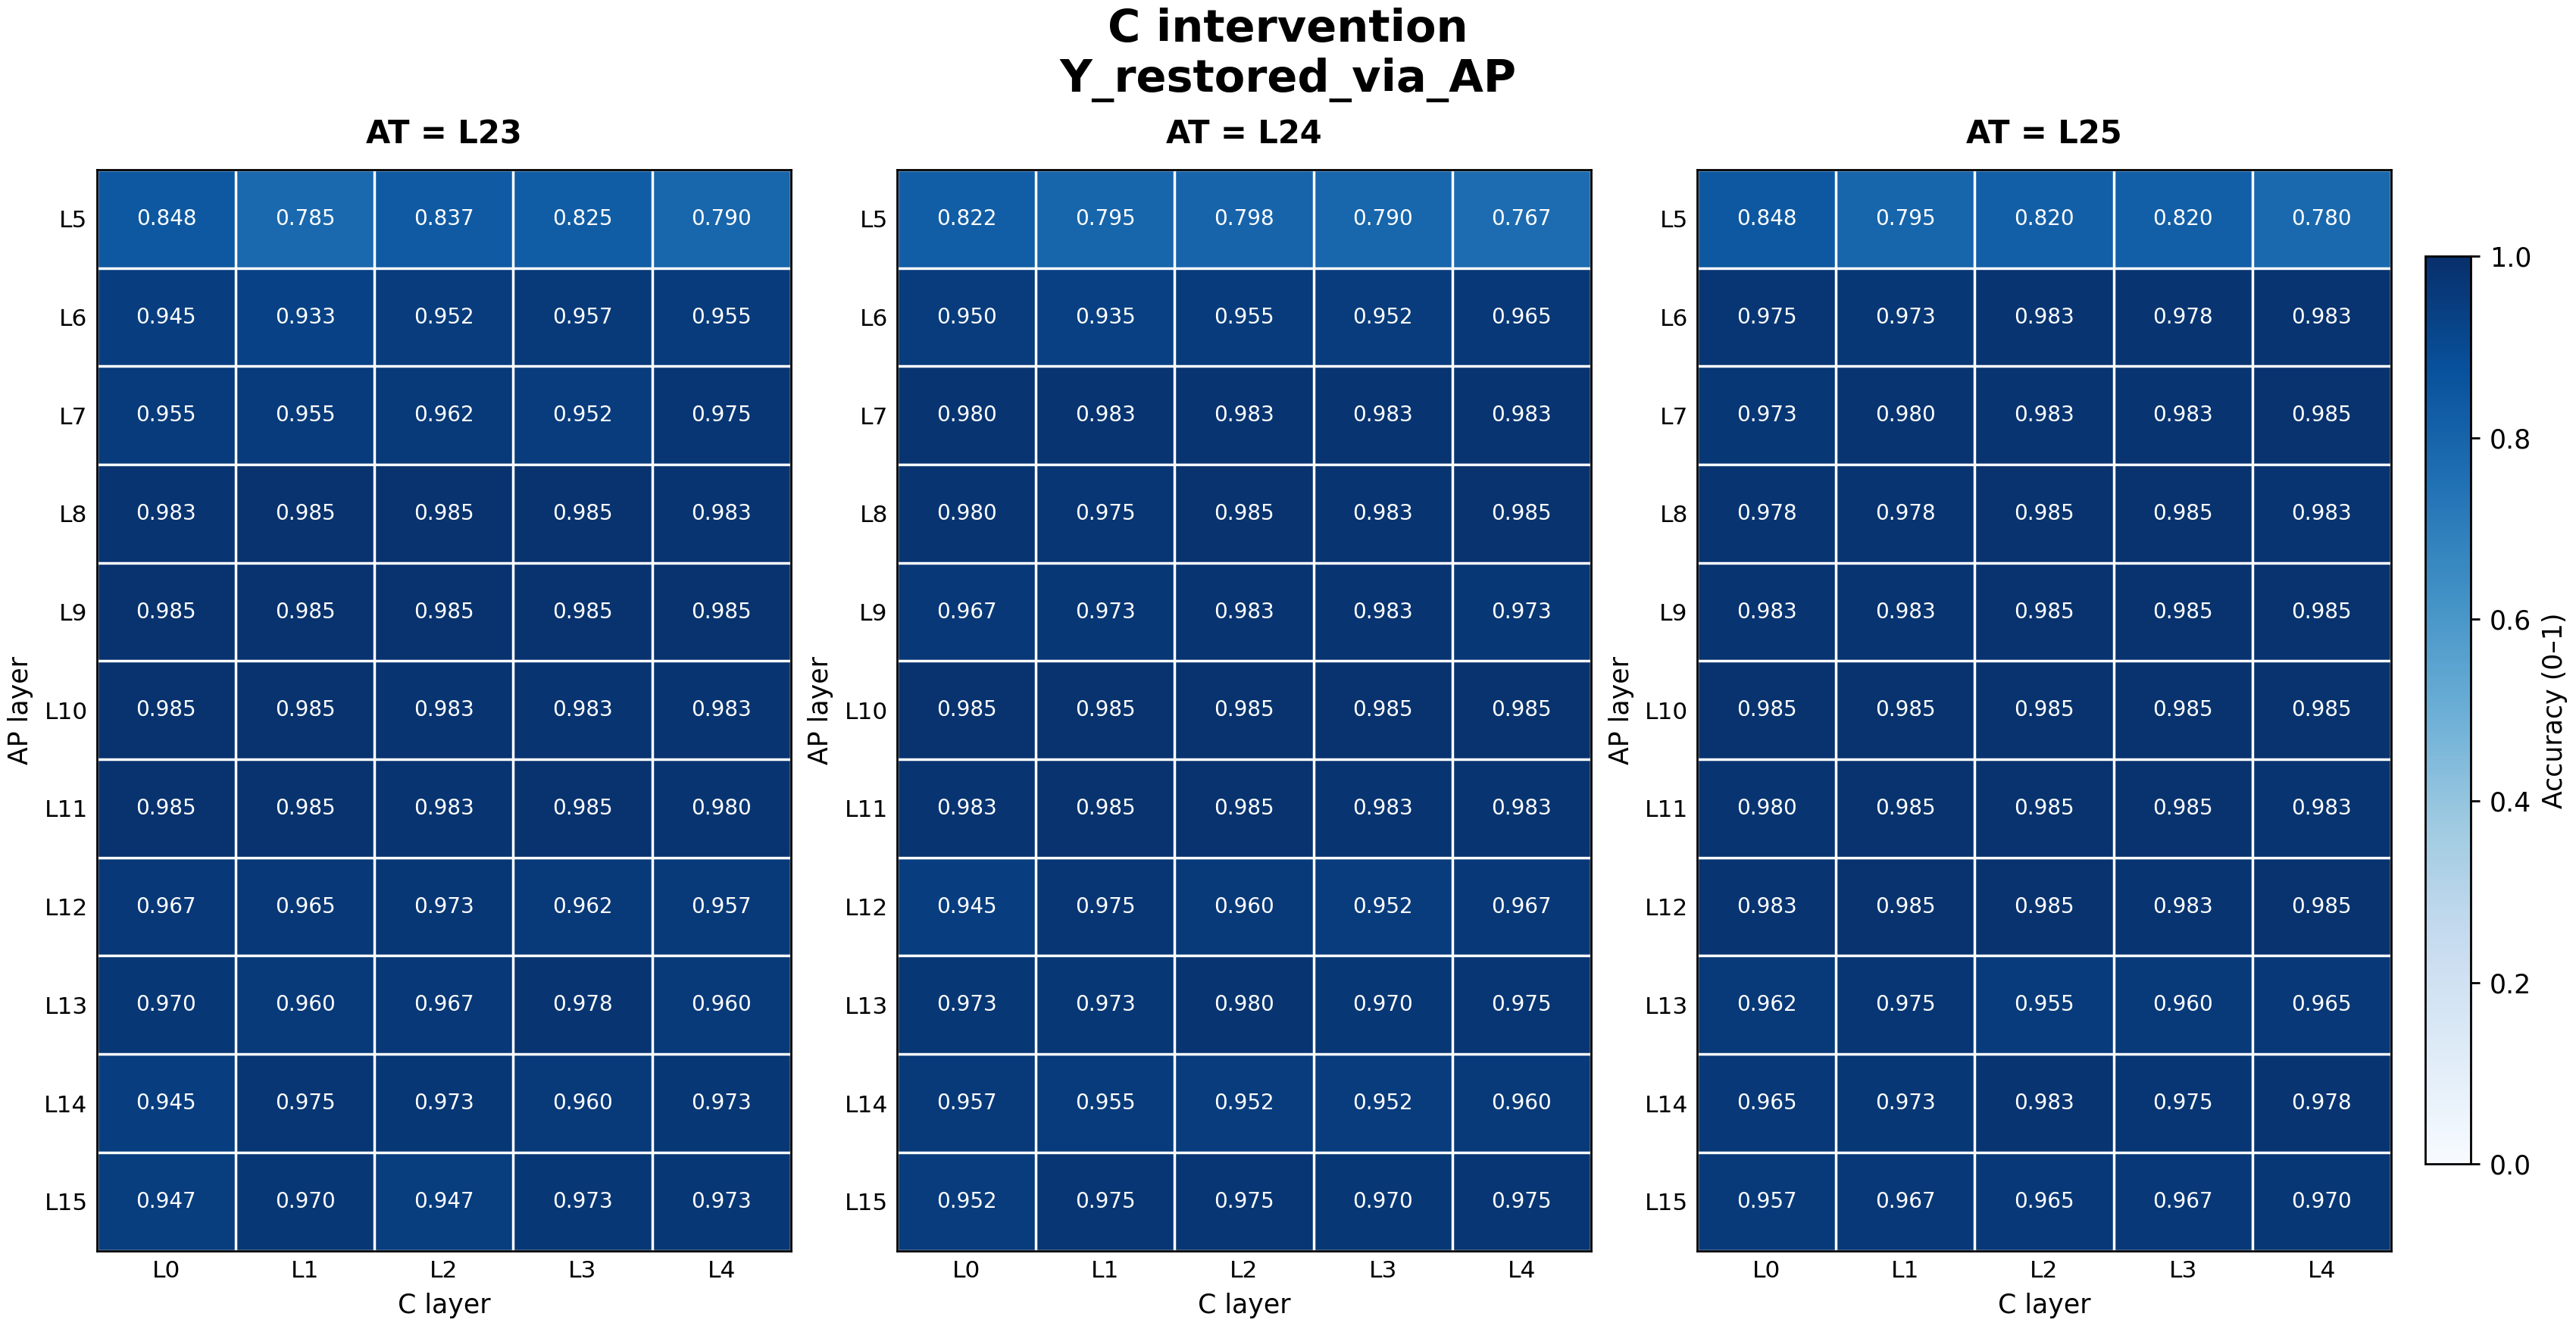 C intervention
Y_restored_via_AP
AT = L23 AT = L24 AT = L25
L5 0.848 0.785 0.837 0.825 0.790 L5 0.822 0.795 0.798 0.790 0.767 L5 0.848 0.795 0.820 0.820 0.780
1.0
L6 0.945 0.933 0.952 0.957 0.955 L6 0.950 0.935 0.955 0.952 0.965 L6 0.975 0.973 0.983 0.978 0.983
L7 0.955 0.955 0.962 0.952 0.975 L7 0.980 0.983 0.983 0.983 0.983 L7 0.973 0.980 0.983 0.983 0.985
0.8
L8 0.983 0.985 0.985 0.985 0.983 L8 0.980 0.975 0.985 0.983 0.985 L8 0.978 0.978 0.985 0.985 0.983
L9 0.985 0.985 0.985 0.985 0.985 L9 0.967 0.973 0.983 0.983 0.973 L9 0.983 0.983 0.985 0.985 0.985
0.6
AP layer AP layer AP layer Accuracy (0–1)
L10 0.985 0.985 0.983 0.983 0.983 L10 0.985 0.985 0.985 0.985 0.985 L10 0.985 0.985 0.985 0.985 0.985
0.4
L11 0.985 0.985 0.983 0.985 0.980 L11 0.983 0.985 0.985 0.983 0.983 L11 0.980 0.985 0.985 0.985 0.983
L12 0.967 0.965 0.973 0.962 0.957 L12 0.945 0.975 0.960 0.952 0.967 L12 0.983 0.985 0.985 0.983 0.985
0.2
L13 0.970 0.960 0.967 0.978 0.960 L13 0.973 0.973 0.980 0.970 0.975 L13 0.962 0.975 0.955 0.960 0.965
L14 0.945 0.975 0.973 0.960 0.973 L14 0.957 0.955 0.952 0.952 0.960 L14 0.965 0.973 0.983 0.975 0.978
0.0
L15 0.947 0.970 0.947 0.973 0.973 L15 0.952 0.975 0.975 0.970 0.975 L15 0.957 0.967 0.965 0.967 0.970
L0 L1 L2 L3 L4 L0 L1 L2 L3 L4 L0 L1 L2 L3 L4
C layer C layer C layer